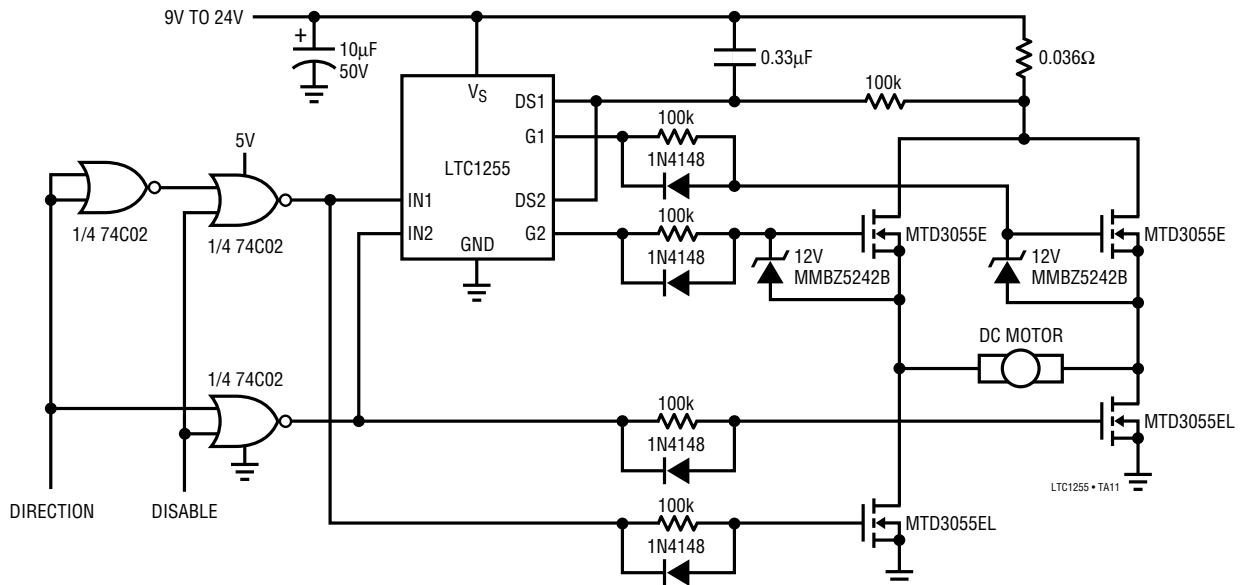 9V TO 24V
+
10µF
50V
0.33µF
0.036Ω
VS
DS1
100k
G1
100k
5V
LTC1255
1N4148
DS2
IN1
100k
MTD3055E
MTD3055E
1/4 74C02
1/4 74C02
IN2
GND
G2
12V
MMBZ5242B
12V
MMBZ5242B
1N4148
DC MOTOR
1/4 74C02
100k
MTD3055EL
1N4148
LTC1255 • TA11
DIRECTION
DISABLE
100k
MTD3055EL
1N4148